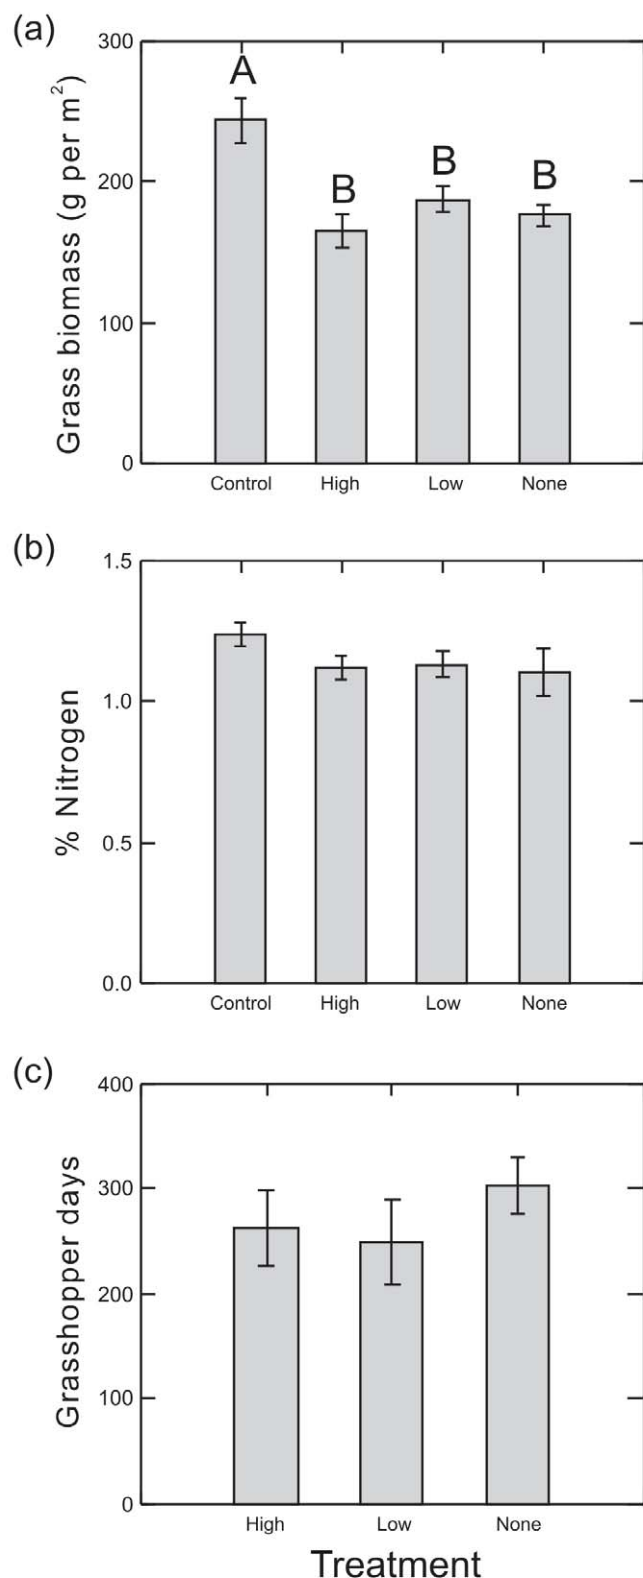 (a)
Grass biomass (g per m²)
300
200
100
0
A
B
B
B
Control High Low None
(b)
% Nitrogen
1.5
1.0
0.5
0.0
Control High Low None
(c)
Grasshopper days
400
300
200
100
0
High Low None
Treatment